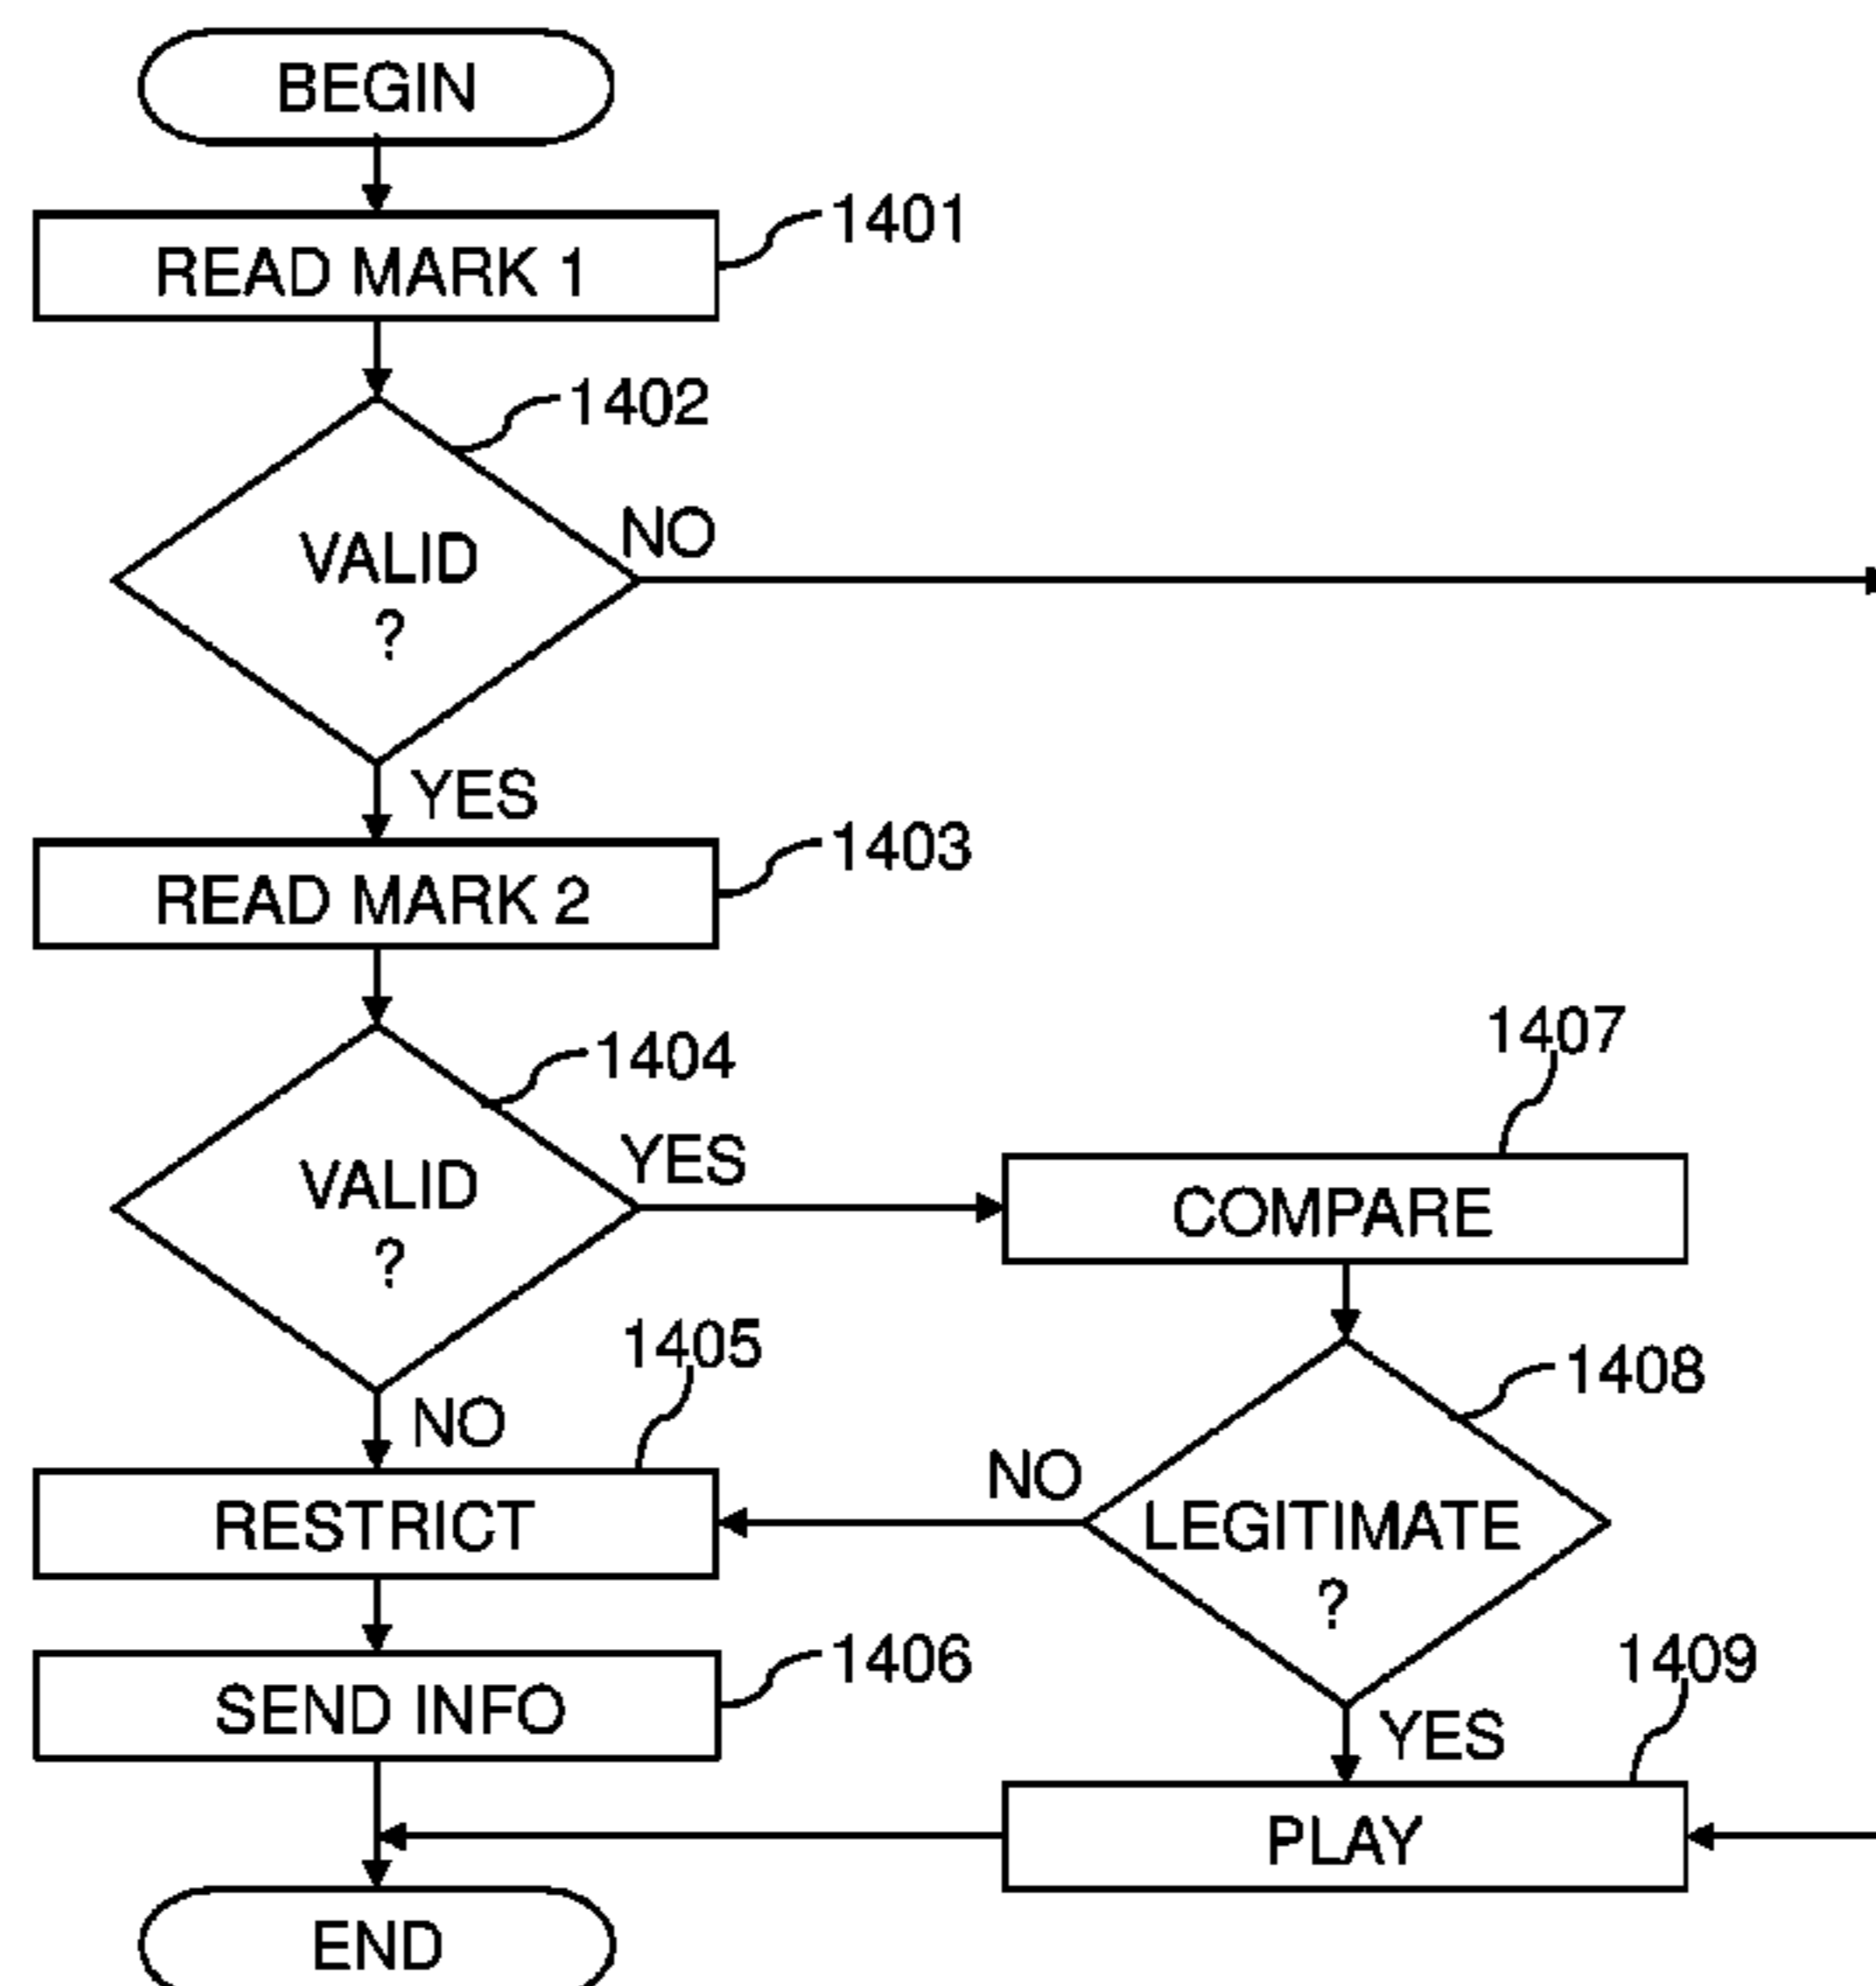 BEGIN
READ MARK 1
1401
1402
VALID
?
NO
YES
READ MARK 2
1403
1404
VALID
?
YES
NO
1407
COMPARE
1408
LEGITIMATE
?
NO
YES
1405
RESTRICT
SEND INFO
1406
1409
PLAY
END